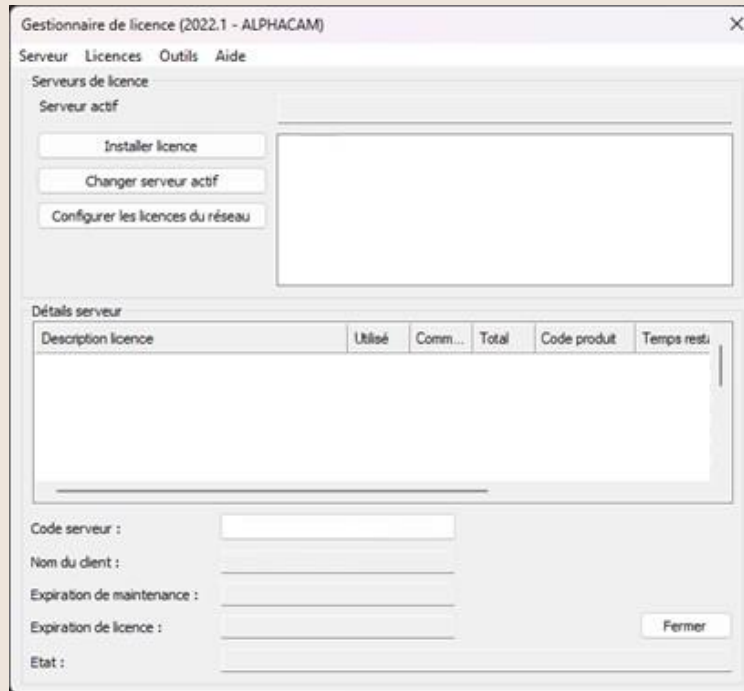 Gestionnaire de licence (2022.1 - ALPHACAM)
Serveur Licences Outils Aide
Serveurs de licence
Serveur actif
Installer licence
Changer serveur actif
Configurer les licences du réseau
Détails serveur
Description licence Utilisé Comm... Total Code produit Temps resta
Code serveur :
Nom du client :
Expiration de maintenance :
Expiration de licence :
Fermer
Etat :